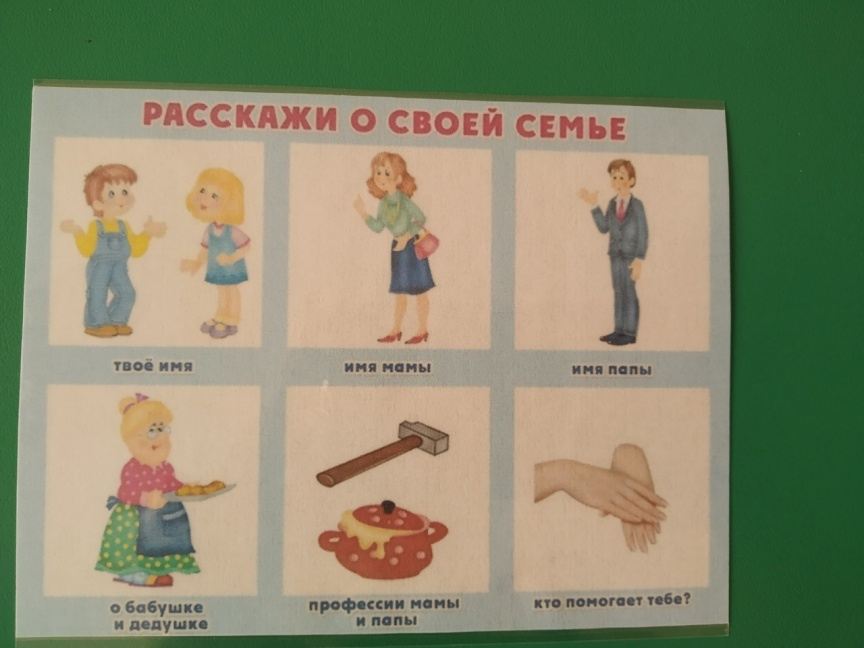 РАССКАЖИ О СВОЕЙ СЕМЬЕ
твоё имя
имя мамы
имя папы
о бабушке
и дедушке
профессии мамы
и папы
кто помогает тебе?